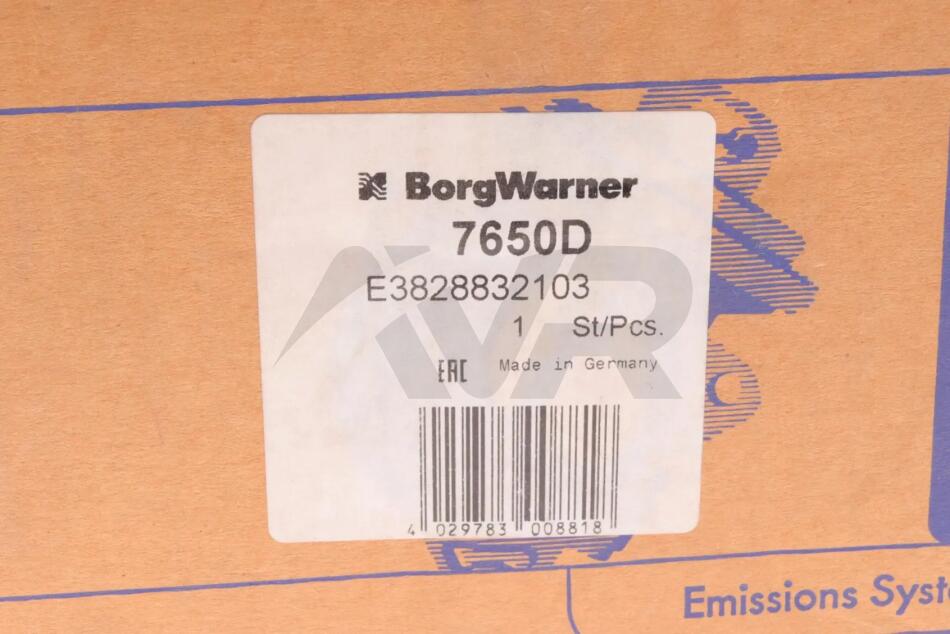 BorgWarner
7650D
E3828832103
1 St/Pcs.
EAC Made in Germany
4 029783 008818
Emissions Syst